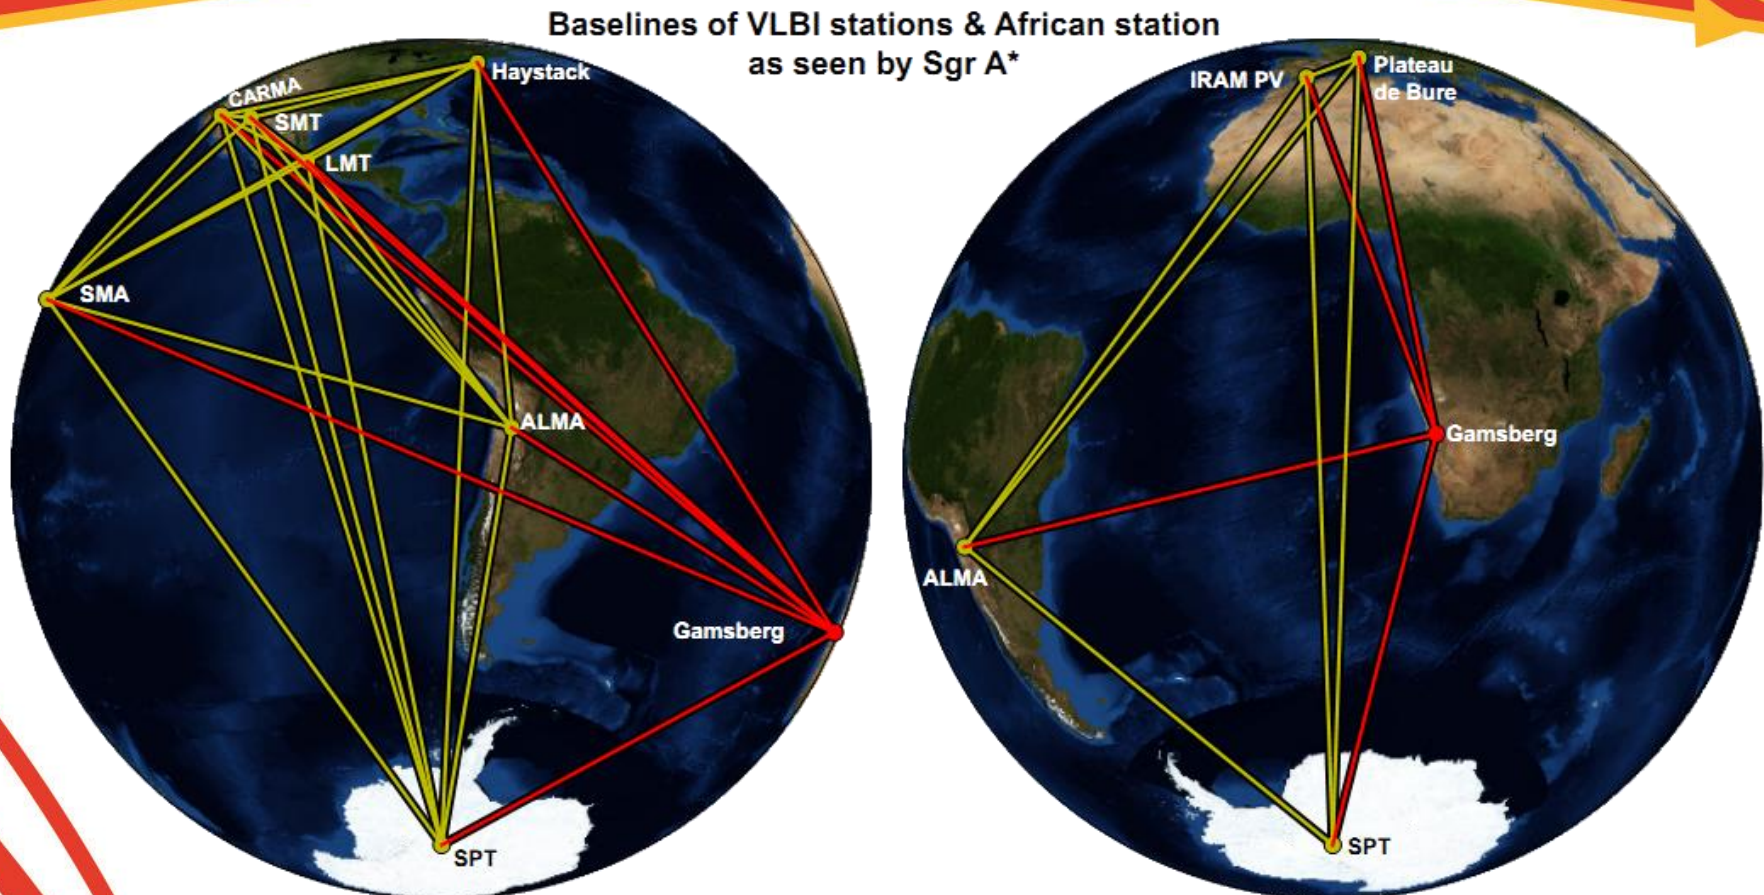 Baselines of VLBI stations & African station
as seen by Sgr A*
Haystack
CARMA
SMT
LMT
SMA
ALMA
Gamsberg
SPT
IRAM PV
Plateau
de Bure
Gamsberg
ALMA
SPT